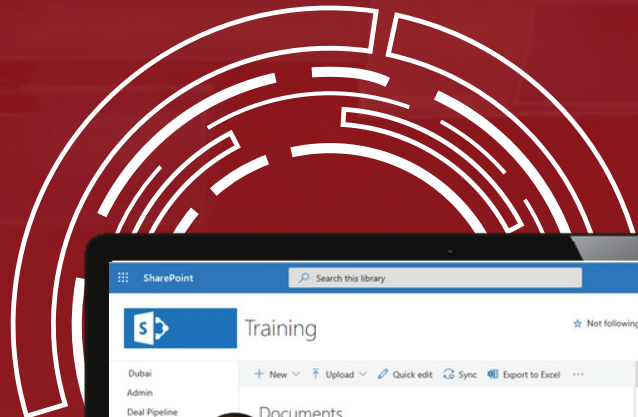 SharePoint
Search this library
S
Training
Not following
Dubai
+ New
Upload
Quick edit
Sync
Export to Excel
...
Admin
Deal Pipeline
Documents